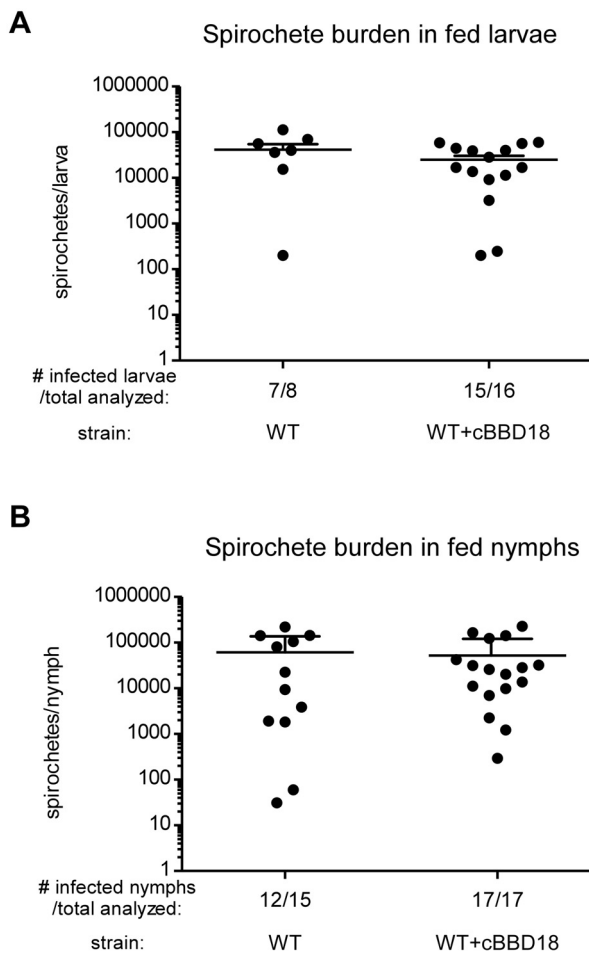 A
Spirochete burden in fed larvae
spirochetes/larva
1000000
100000
10000
1000
100
10
1
# infected larvae
/total analyzed:
7/8
15/16
strain:
WT
WT+cBBD18
B
Spirochete burden in fed nymphs
spirochetes/nymph
1000000
100000
10000
1000
100
10
1
# infected nymphs
/total analyzed:
12/15
17/17
strain:
WT
WT+cBBD18